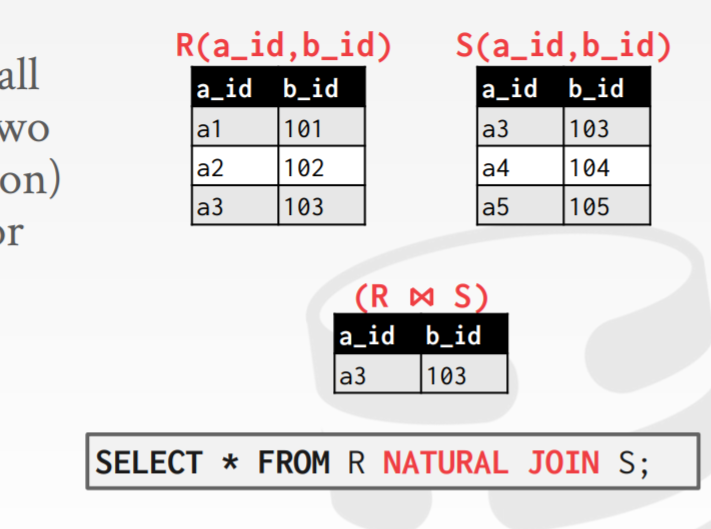 all
wo
on)
or
R(a_id,b_id)
a_id b_id
a1 101
a2 102
a3 103
S(a_id,b_id)
a_id b_id
a3 103
a4 104
a5 105
(R ⋈ S)
a_id b_id
a3 103
SELECT * FROM R NATURAL JOIN S;